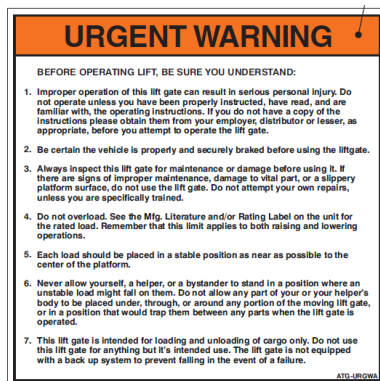 URGENT WARNING
BEFORE OPERATING LIFT, BE SURE YOU UNDERSTAND:
1. Improper operation of this lift gate can result in serious personal injury. Do
not operate unless you have been properly instructed, have read, and are
familiar with, the operating instructions. If you do not have a copy of the
instructions please obtain them from your employer, distributor or lesser, as
appropriate, before you attempt to operate the lift gate.
2. Be certain the vehicle is properly and securely braked before using the liftgate.
3. Always inspect this lift gate for maintenance or damage before using it. If
there are signs of improper maintenance, damage to vital part, or a slippery
platform surface, do not use the lift gate. Do not attempt your own repairs,
unless you are specifically trained.
4. Do not overload. See the Mfg. Literature and/or Rating Label on the unit for
the rated load. Remember that this limit applies to both raising and lowering
operations.
5. Each load should be placed in a stable position as near as possible to the
center of the platform.
6. Never allow yourself, a helper, or a bystander to stand in a position where an
unstable load might fall on them. Do not allow any part of your or your helper's
body to be placed under, through, or around any portion of the moving lift gate,
or in a position that would trap them between any parts when the lift gate is
operated.
7. This lift gate is intended for loading and unloading of cargo only. Do not use
this lift gate for anything but it's intended use. The lift gate is not equipped
with a back up system to prevent falling in the event of a failure.
ATG-URGWA